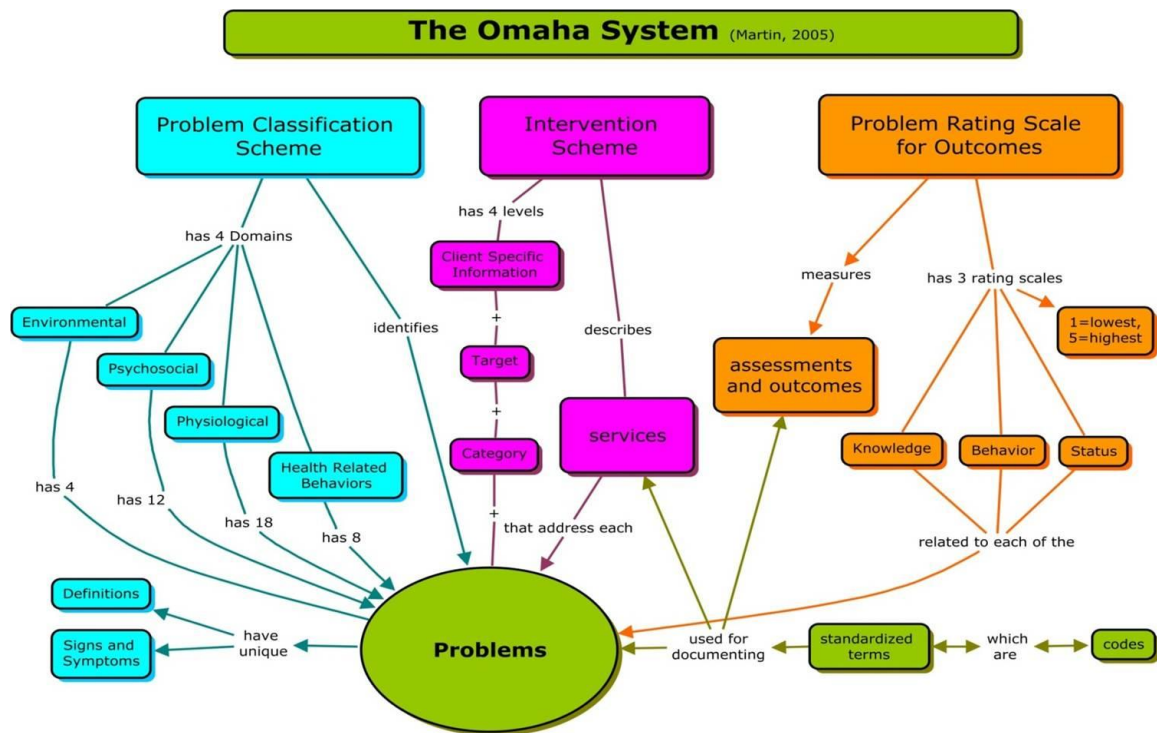 The Omaha System (Martin, 2005)
Problem Classification
Scheme
Intervention
Scheme
Problem Rating Scale
for Outcomes
has 4 Domains
has 4 levels
Client Specific
Information
measures
has 3 rating scales
Environmental
identifies
+
describes
1=lowest,
5=highest
Psychosocial
Target
assessments
and outcomes
Physiological
+
services
Knowledge
Behavior
Status
Category
Health Related
Behaviors
has 4
has 12
has 18
has 8
+
that address each
related to each of the
Definitions
Signs and
Symptoms
have
unique
Problems
used for
documenting
standardized
terms
which
are
codes